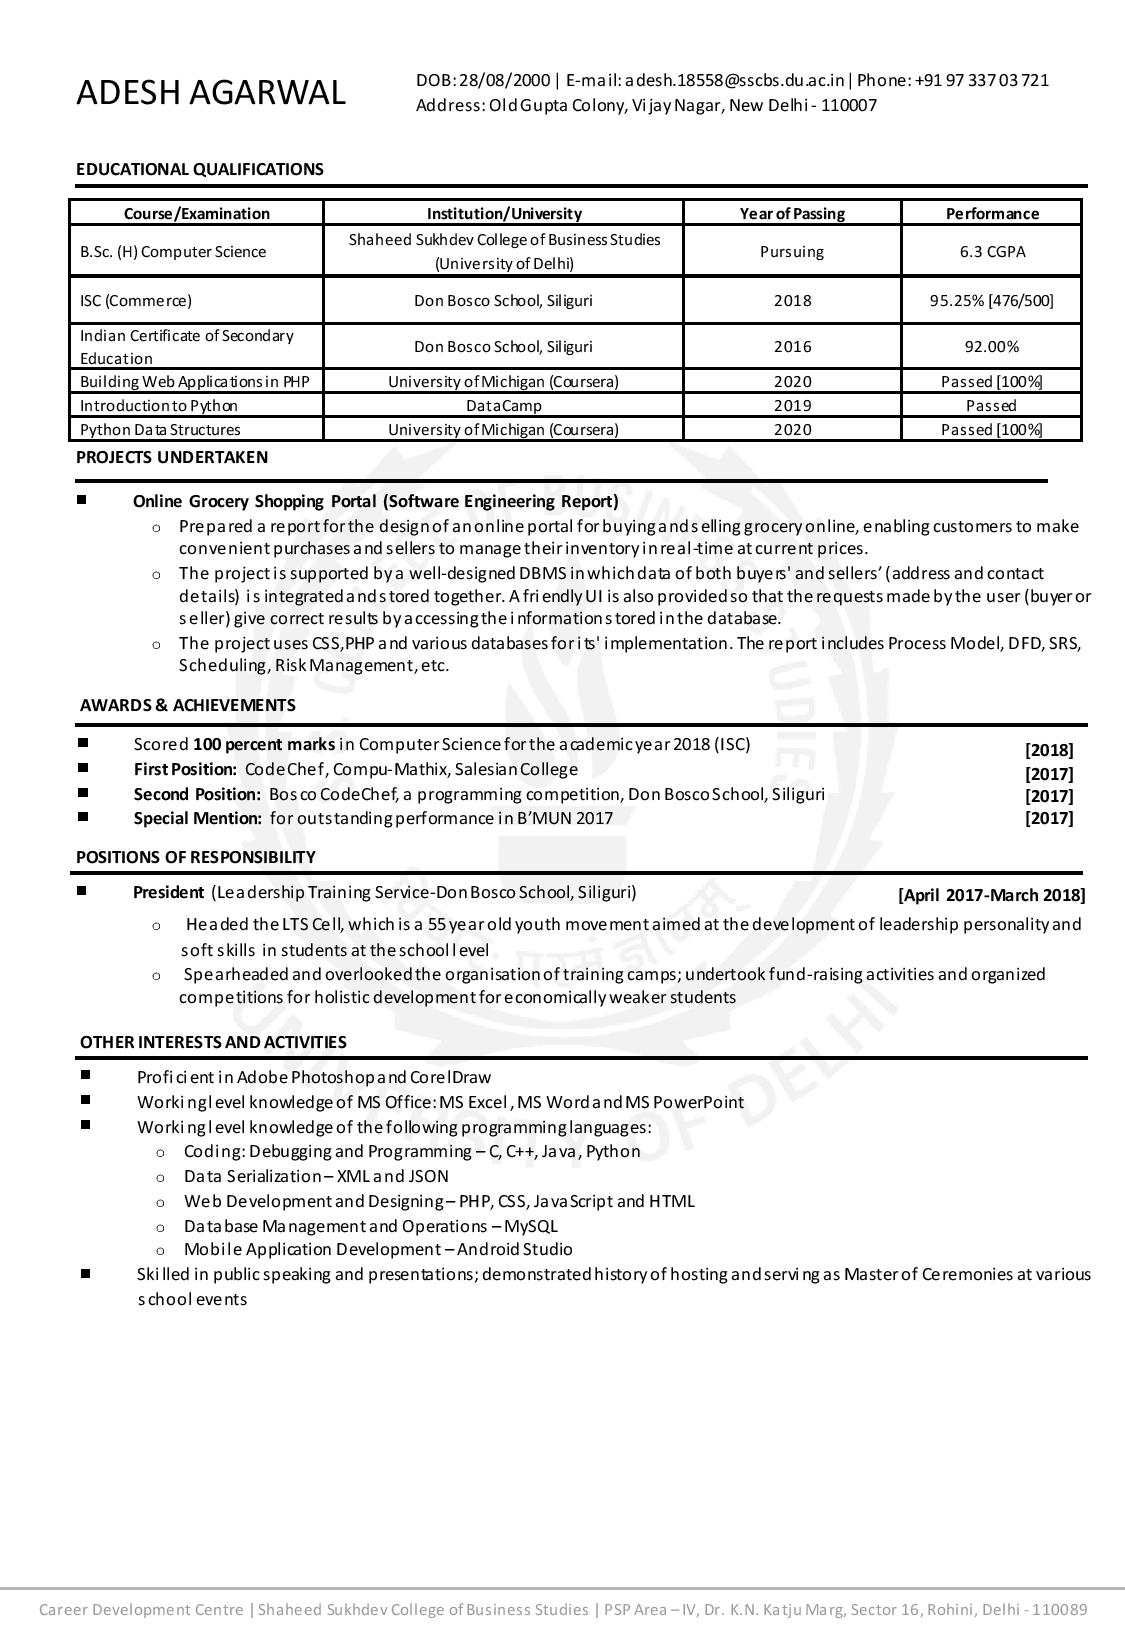 ADESH AGARWAL
DOB: 28/08/2000 | E-mail: adesh.18558@sscbs.du.ac.in | Phone: +91 97 337 03 721
Address: Old Gupta Colony, Vijay Nagar, New Delhi - 110007
EDUCATIONAL QUALIFICATIONS
Course/Examination Institution/University Year of Passing Performance
B.Sc. (H) Computer Science Shaheed Sukhdev College of Business Studies (University of Delhi) Pursuing 6.3 CGPA
ISC (Commerce) Don Bosco School, Siliguri 2018 95.25% [476/500]
Indian Certificate of Secondary Education Don Bosco School, Siliguri 2016 92.00%
Building Web Applications in PHP University of Michigan (Coursera) 2020 Passed [100%]
Introduction to Python DataCamp 2019 Passed
Python Data Structures University of Michigan (Coursera) 2020 Passed [100%]
PROJECTS UNDERTAKEN
■ Online Grocery Shopping Portal (Software Engineering Report)
o Prepared a report for the design of an online portal for buying and selling grocery online, enabling customers to make
convenient purchases and sellers to manage their inventory in real-time at current prices.
o The project is supported by a well-designed DBMS in which data of both buyers' and sellers’ (address and contact
details) is integrated and stored together. A friendly UI is also provided so that the requests made by the user (buyer or
seller) give correct results by accessing the information stored in the database.
o The project uses CSS,PHP and various databases for its' implementation. The report includes Process Model, DFD, SRS,
Scheduling, Risk Management, etc.
AWARDS & ACHIEVEMENTS
■ Scored 100 percent marks in Computer Science for the academic year 2018 (ISC) [2018]
■ First Position: CodeChef, Compu-Mathix, Salesian College [2017]
■ Second Position: Bosco CodeChef, a programming competition, Don Bosco School, Siliguri [2017]
■ Special Mention: for outstanding performance in B’MUN 2017 [2017]
POSITIONS OF RESPONSIBILITY
■ President (Leadership Training Service-Don Bosco School, Siliguri) [April 2017-March 2018]
o Headed the LTS Cell, which is a 55 year old youth movement aimed at the development of leadership personality and
soft skills in students at the school level
o Spearheaded and overlooked the organisation of training camps; undertook fund-raising activities and organized
competitions for holistic development for economically weaker students
OTHER INTERESTS AND ACTIVITIES
■ Proficient in Adobe Photoshop and CorelDraw
■ Working level knowledge of MS Office: MS Excel, MS Word and MS PowerPoint
■ Working level knowledge of the following programming languages:
o Coding: Debugging and Programming – C, C++, Java, Python
o Data Serialization – XML and JSON
o Web Development and Designing – PHP, CSS, JavaScript and HTML
o Database Management and Operations – MySQL
o Mobile Application Development – Android Studio
■ Skilled in public speaking and presentations; demonstrated history of hosting and serving as Master of Ceremonies at various
school events
UNIVERSITY OF DELHI
Career Development Centre | Shaheed Sukhdev College of Business Studies | PSP Area – IV, Dr. K.N. Katju Marg, Sector 16, Rohini, Delhi - 110089